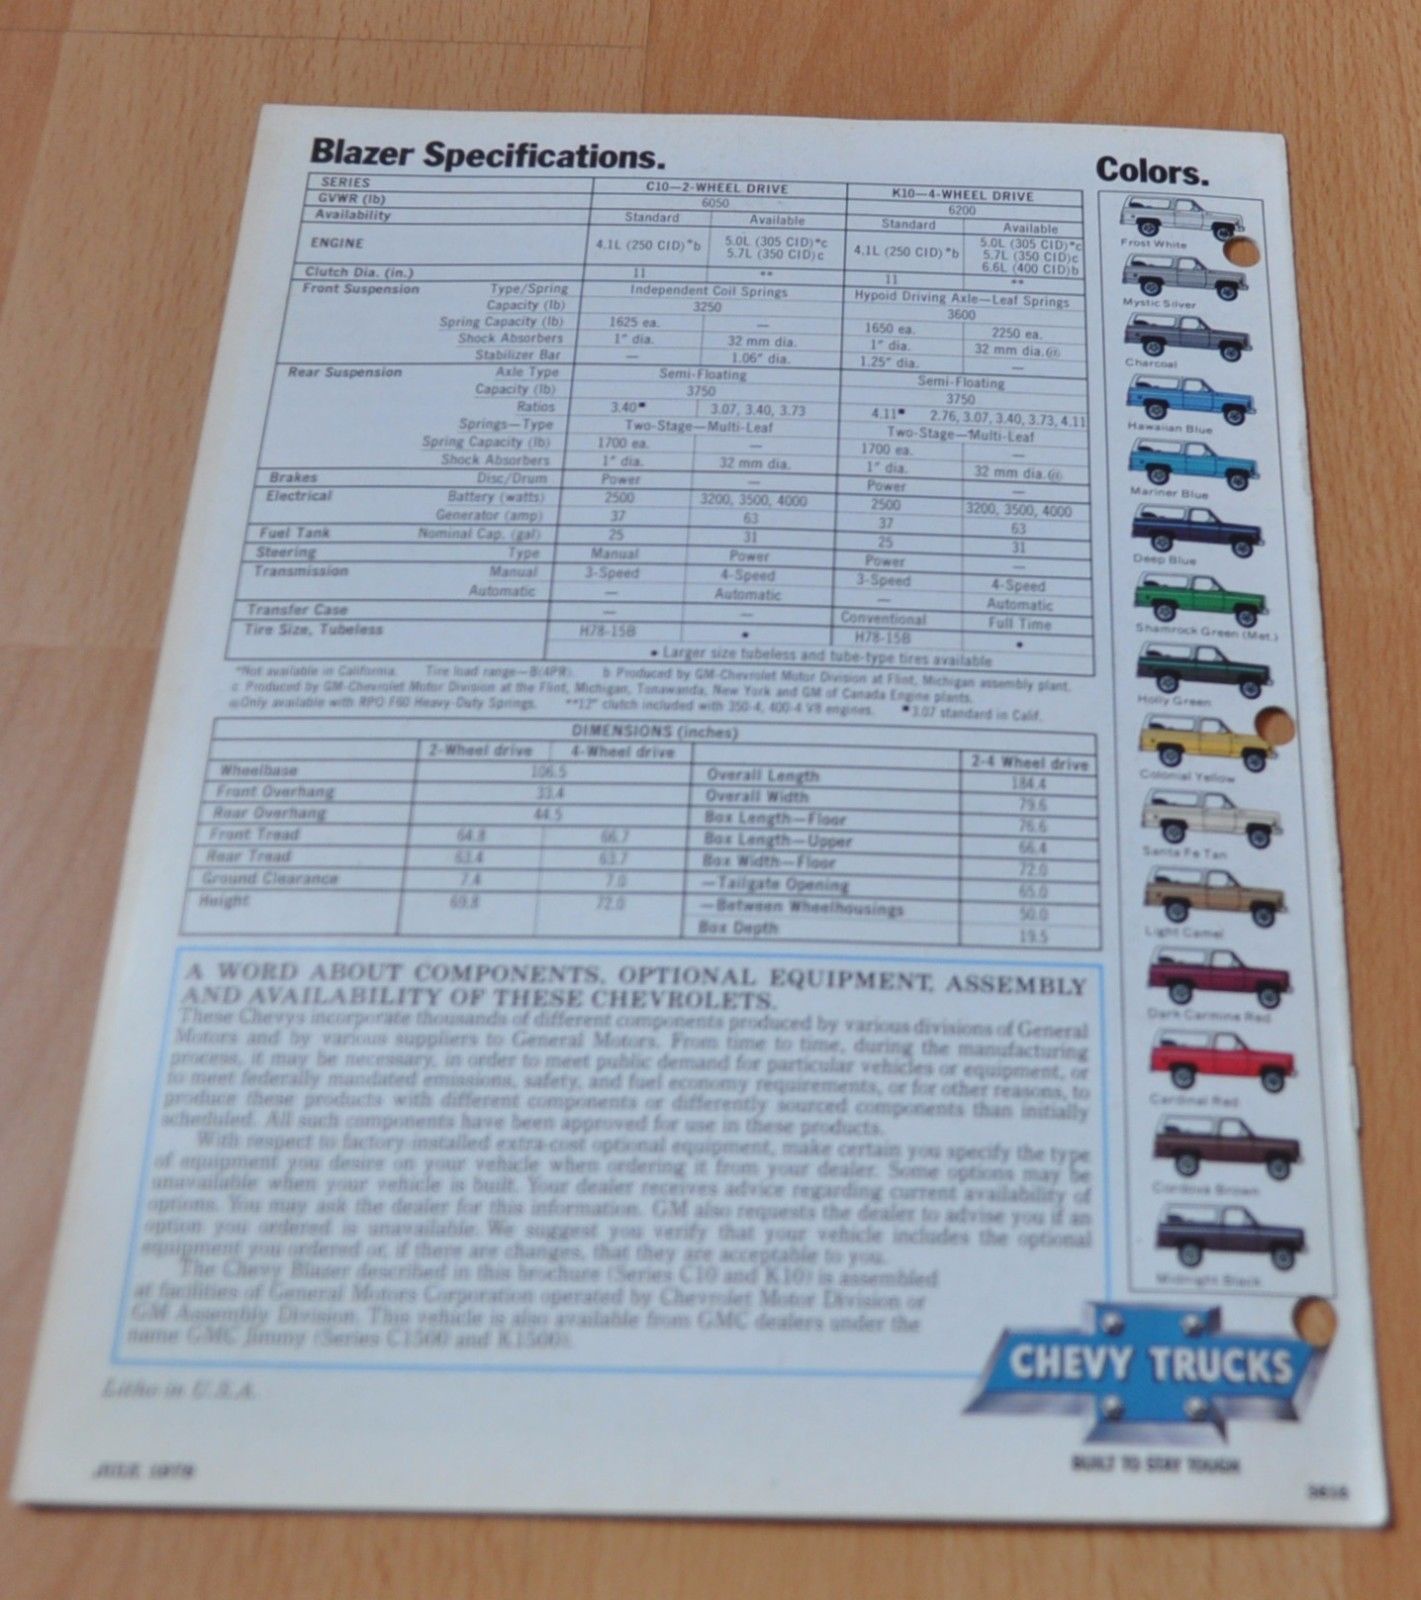 Blazer Specifications.
SERIES C10—2-WHEEL DRIVE K10—4-WHEEL DRIVE
GVWR (lb) 6050 6200
Availability Standard Available Standard Available
ENGINE 4.1L (250 CID)*b 5.0L (305 CID)*c 4.1L (250 CID)*b 5.0L (305 CID)*c
5.7L (350 CID)c 5.7L (350 CID)c
6.6L (400 CID)b
Clutch Dia. (in.) 11 ** 11 **
Front Suspension Type/Spring Independent Coil Springs Hypoid Driving Axle—Leaf Springs
Capacity (lb) 3250 3600
Spring Capacity (lb) 1625 ea. — 1650 ea. 2250 ea.
Shock Absorbers 1" dia. 32 mm dia. 1" dia. 32 mm dia.@
Stabilizer Bar — 1.06" dia. 1.25" dia. —
Rear Suspension Axle Type Semi-Floating Semi-Floating
Capacity (lb) 3750 3750
Ratios 3.40■ 3.07, 3.40, 3.73 4.11■ 2.76, 3.07, 3.40, 3.73, 4.11
Springs—Type Two-Stage—Multi-Leaf Two-Stage—Multi-Leaf
Spring Capacity (lb) 1700 ea. — 1700 ea. —
Shock Absorbers 1" dia. 32 mm dia. 1" dia. 32 mm dia.@
Brakes Disc/Drum Power — Power —
Electrical Battery (watts) 2500 3200, 3500, 4000 2500 3200, 3500, 4000
Generator (amp) 37 63 37 63
Fuel Tank Nominal Cap. (gal) 25 31 25 31
Steering Type Manual Power Power —
Transmission Manual 3-Speed 4-Speed 3-Speed 4-Speed
Automatic — Automatic — Automatic
Transfer Case — — Conventional Full Time
Tire Size, Tubeless H78-15B • H78-15B •
• Larger size tubeless and tube-type tires available
*Not available in California. Tire load range—B(4PR). b Produced by GM-Chevrolet Motor Division at Flint, Michigan assembly plant.
c Produced by GM-Chevrolet Motor Division at the Flint, Michigan, Tonawanda, New York and GM of Canada Engine plants.
@Only available with RPO F60 Heavy-Duty Springs. **12" clutch included with 350-4, 400-4 V8 engines. ■3.07 standard in Calif.
DIMENSIONS (inches)
2-Wheel drive 4-Wheel drive 2-4 Wheel drive
Wheelbase 106.5 Overall Length 184.4
Front Overhang 33.4 Overall Width 79.6
Rear Overhang 44.5 Box Length—Floor 76.6
Front Tread 64.8 66.7 Box Length—Upper 66.4
Rear Tread 63.4 63.7 Box Width—Floor 72.0
Ground Clearance 7.4 7.0 —Tailgate Opening 65.0
Height 69.8 72.0 —Between Wheelhousings 50.0
Box Depth 19.5
A WORD ABOUT COMPONENTS, OPTIONAL EQUIPMENT, ASSEMBLY
AND AVAILABILITY OF THESE CHEVROLETS.
These Chevys incorporate thousands of different components produced by various divisions of General
Motors and by various suppliers to General Motors. From time to time, during the manufacturing
process, it may be necessary, in order to meet public demand for particular vehicles or equipment, or
to meet federally mandated emissions, safety, and fuel economy requirements, or for other reasons, to
produce these products with different components or differently sourced components than initially
scheduled. All such components have been approved for use in these products.
With respect to factory-installed extra-cost optional equipment, make certain you specify the type
of equipment you desire on your vehicle when ordering it from your dealer. Some options may be
unavailable when your vehicle is built. Your dealer receives advice regarding current availability of
options. You may ask the dealer for this information. GM also requests the dealer to advise you if an
option you ordered is unavailable. We suggest you verify that your vehicle includes the optional
equipment you ordered or, if there are changes, that they are acceptable to you.
The Chevy Blazer described in this brochure (Series C10 and K10) is assembled
at facilities of General Motors Corporation operated by Chevrolet Motor Division or
GM Assembly Division. This vehicle is also available from GMC dealers under the
name GMC Jimmy (Series C1500 and K1500).
Litho in U.S.A.
Colors.
Frost White
Mystic Silver
Charcoal
Hawaiian Blue
Mariner Blue
Deep Blue
Shamrock Green (Met.)
Holly Green
Colonial Yellow
Santa Fe Tan
Light Camel
Dark Carmine Red
Cardinal Red
Cordova Brown
Midnight Black
CHEVY TRUCKS
BUILT TO STAY TOUGH